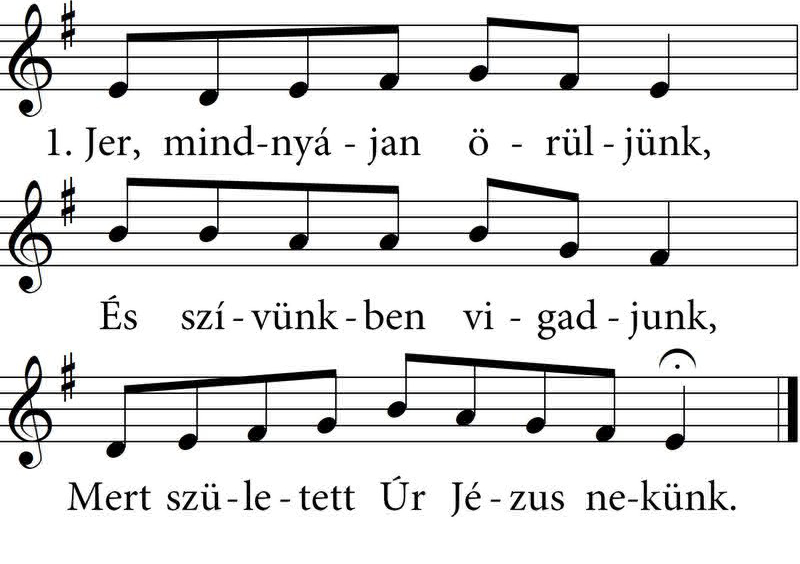 1. Jer, mind-nyá - jan ö - rül - jünk,
És szí - vünk - ben vi - gad - junk,
Mert szü - le - tett Úr Jé - zus ne-künk.